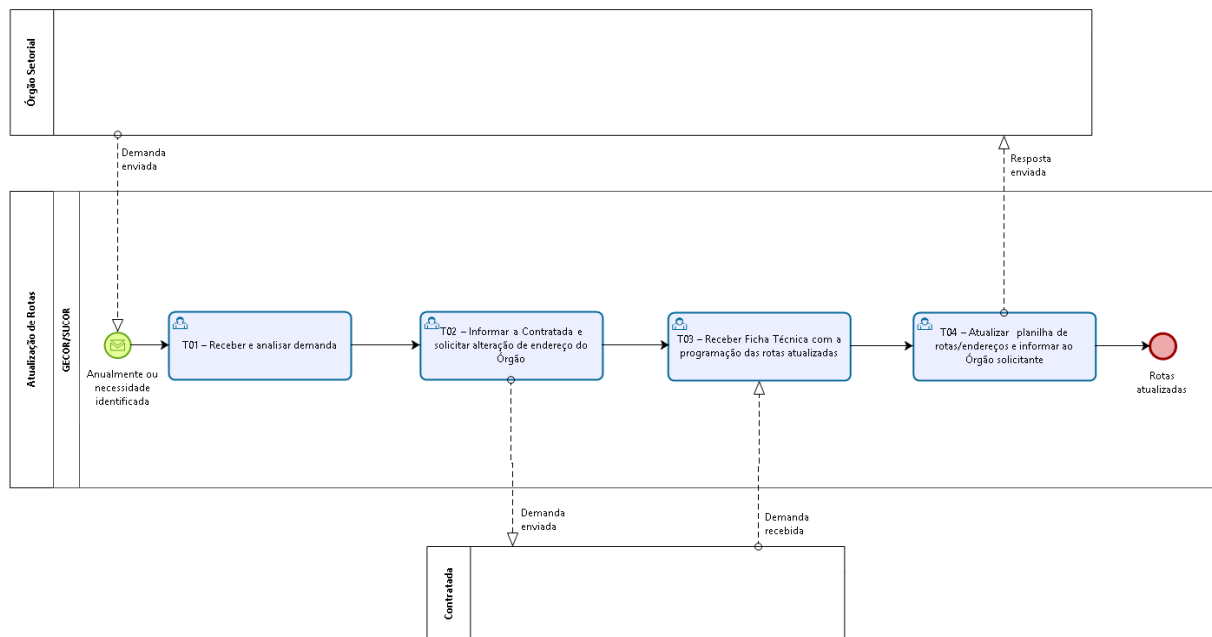 Órgão Setorial
Demanda
enviada
Resposta
enviada
Atualização de Rotas
GECOR/SUCOR
Anualmente ou
necessidade
identificada
T01 – Receber e analisar demanda
T02 – Informar a Contratada e
solicitar alteração de endereço do
Órgão
T03 – Receber Ficha Técnica com a
programação das rotas atualizadas
T04 – Atualizar planilha de
rotas/endereços e informar ao
Órgão solicitante
Rotas
atualizadas
Demanda
enviada
Demanda
recebida
Contratada